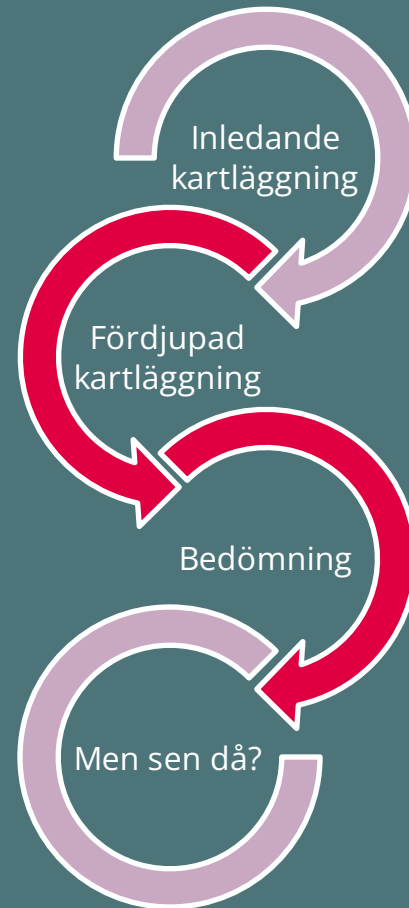 Inledande
kartläggning
Fördjupad
kartläggning
Bedömning
Men sen då?